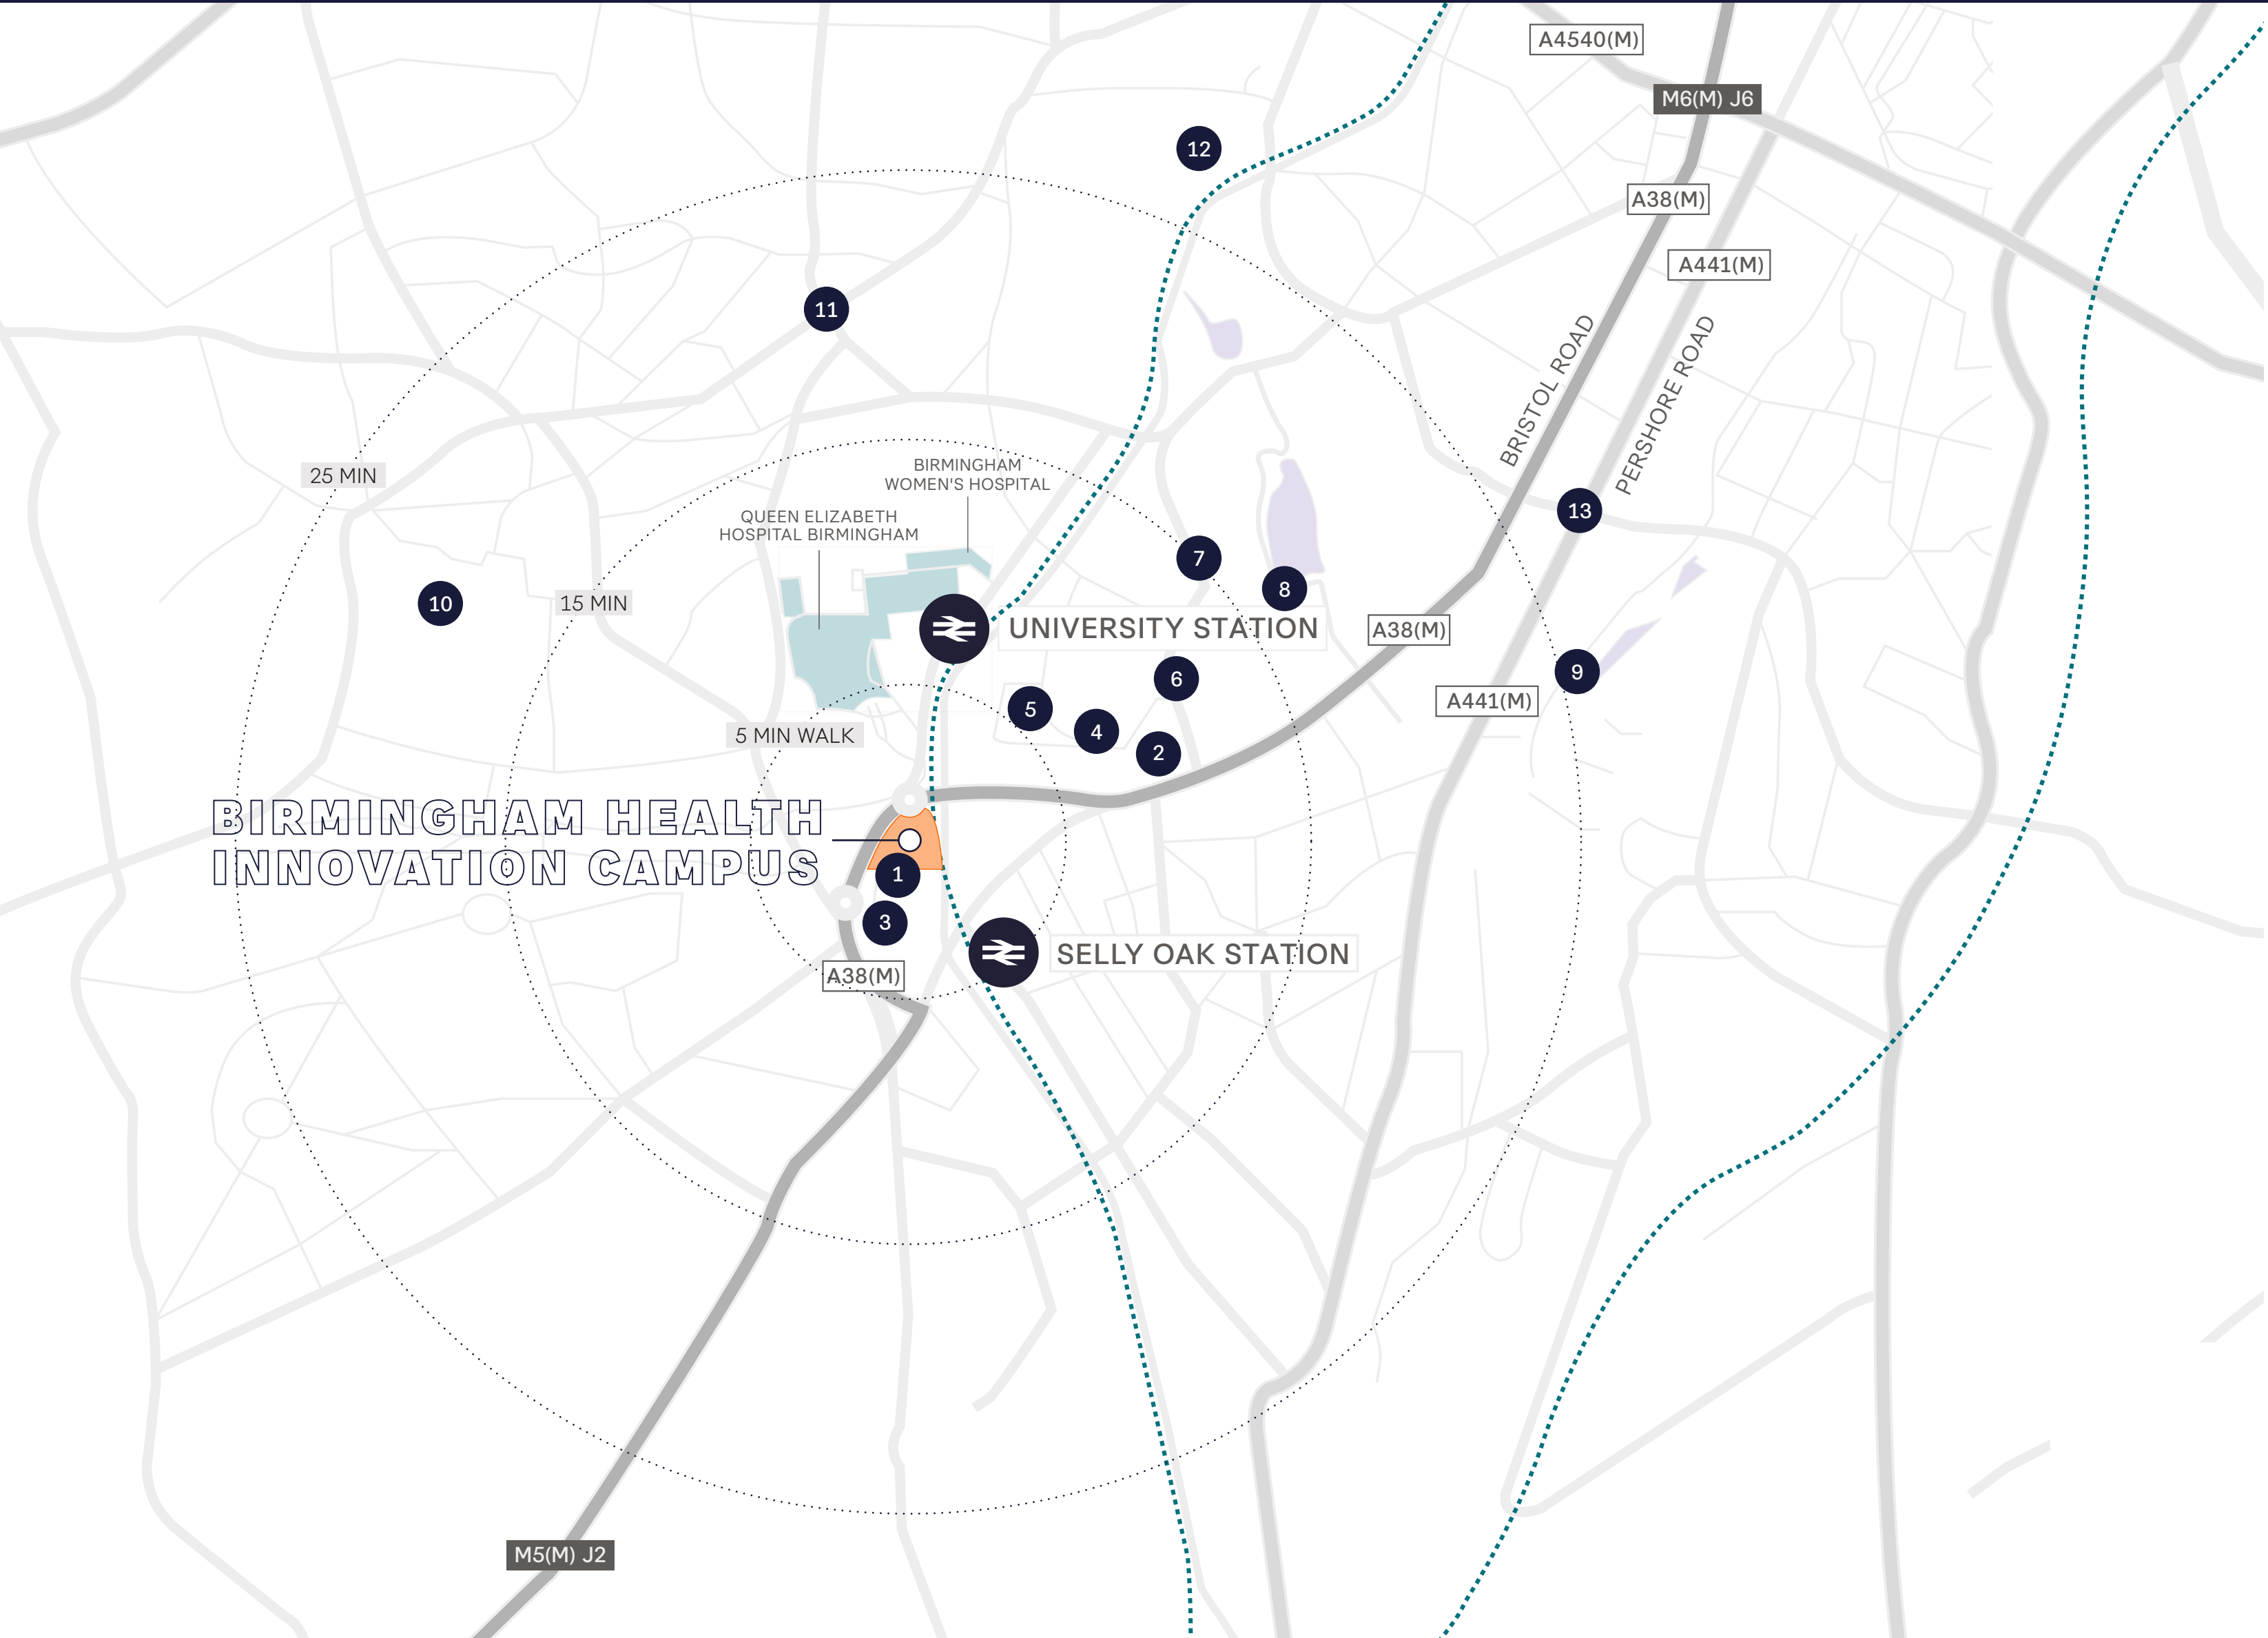 A4540(M)
M6(M) J6
12
A38(M)
A441(M)
11
BRISTOL ROAD
PERSHORE ROAD
25 MIN
BIRMINGHAM
WOMEN'S HOSPITAL
QUEEN ELIZABETH
HOSPITAL BIRMINGHAM
13
7
8
10
15 MIN
UNIVERSITY STATION
A38(M)
9
6
A441(M)
5
4
2
5 MIN WALK
BIRMINGHAM HEALTH
INNOVATION CAMPUS
1
3
SELLY OAK STATION
A38(M)
M5(M) J2